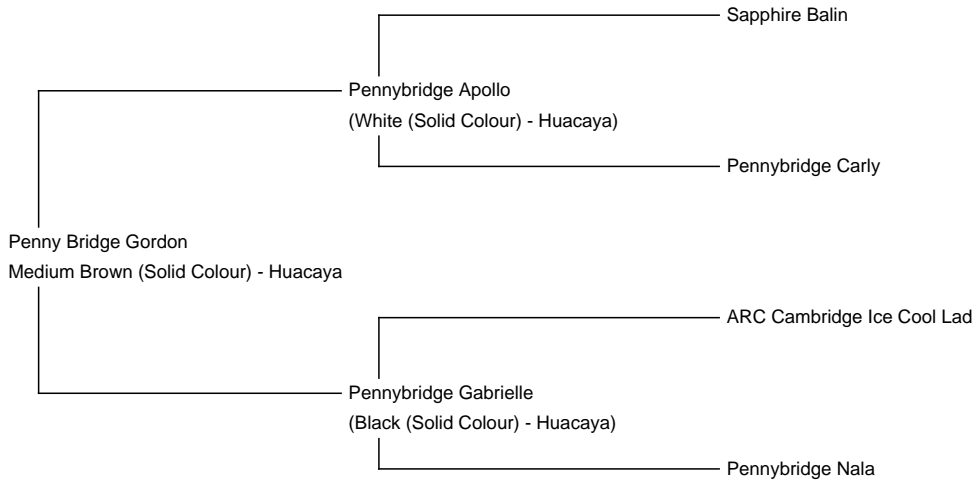 Sapphire Balin
Pennybridge Apollo
(White (Solid Colour) - Huacaya)
Pennybridge Carly
Penny Bridge Gordon
Medium Brown (Solid Colour) - Huacaya
ARC Cambridge Ice Cool Lad
Pennybridge Gabrielle
(Black (Solid Colour) - Huacaya)
Pennybridge Nala